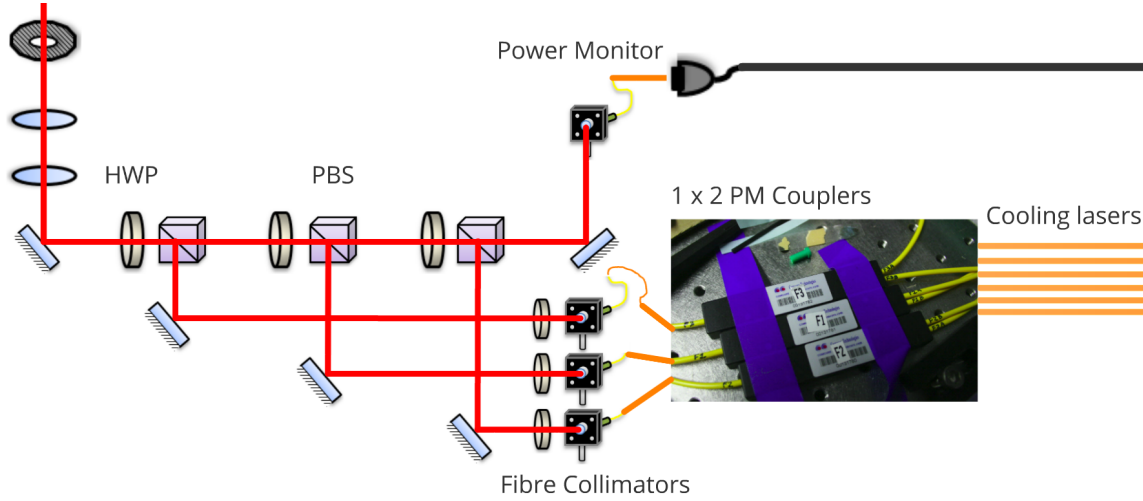 Power Monitor
HWP
PBS
1 x 2 PM Couplers
Cooling lasers
F3
F1
F2
Fibre Collimators